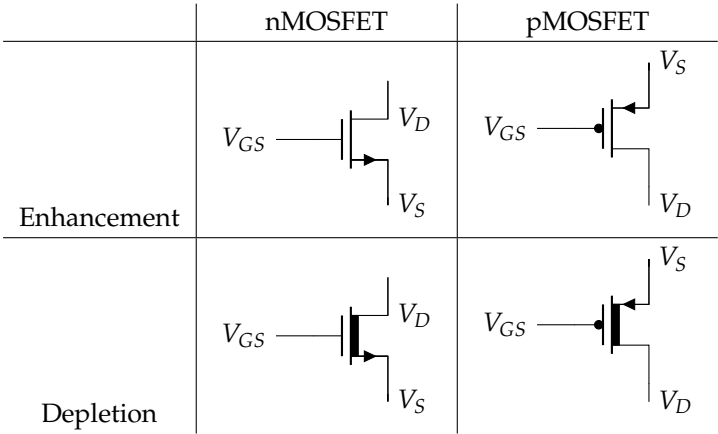 nMOSFET pMOSFET
V_S
V_GS V_D V_GS
Enhancement V_S V_D
V_S
V_GS V_D V_GS
Depletion V_S V_D